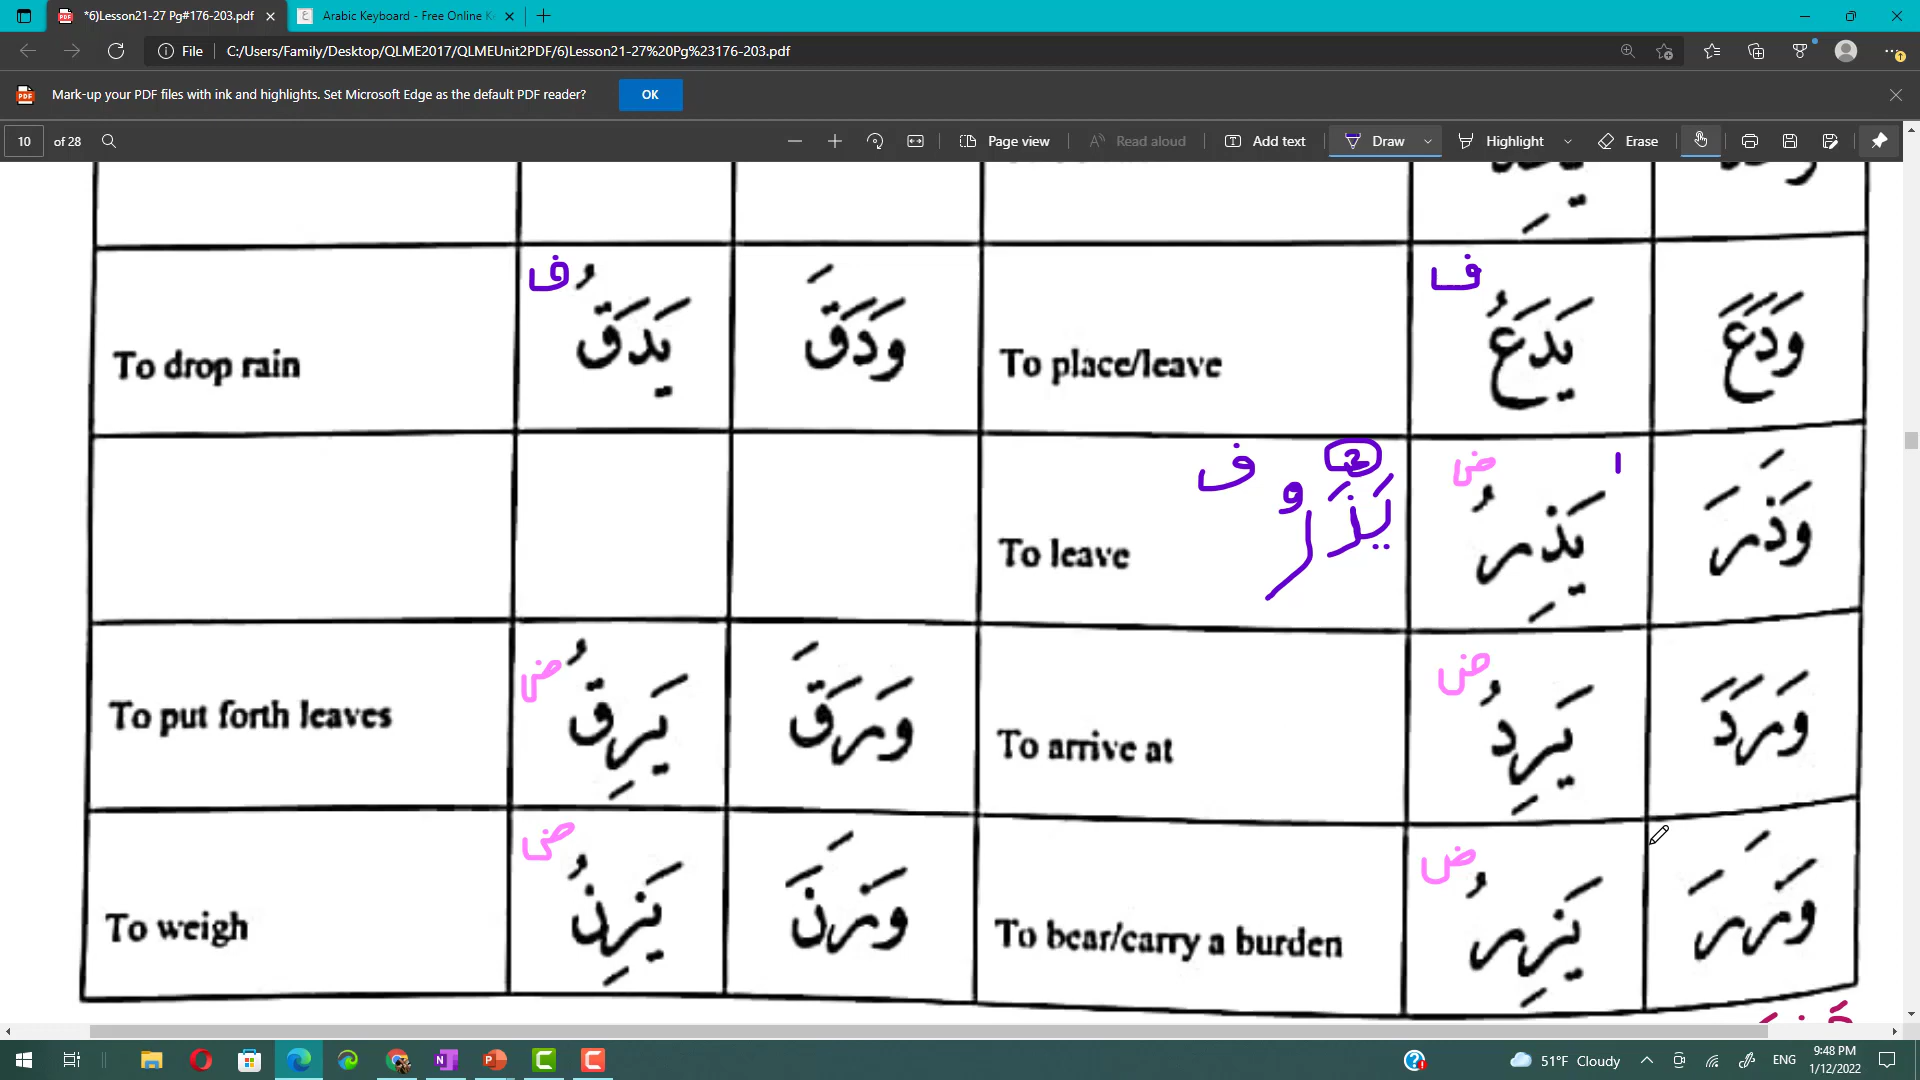 *6)Lesson21-27 Pg#176-203.pdf
Arabic Keyboard - Free Online K
File
C:/Users/Family/Desktop/QLME2017/QLMEUnit2PDF/6)Lesson21-27%20Pg%23176-203.pdf
Mark-up your PDF files with ink and highlights. Set Microsoft Edge as the default PDF reader?
OK
10 of 28
Page view
Read aloud
Add text
Draw
Highlight
Erase
To drop rain
ف
يَدَقُ
وَدَقَ
To place/leave
ف
يَدَعُ
وَدَعَ
To leave
ف
2
يَذَرُ
ض
1
يَذِرُ
وَذَرَ
To put forth leaves
ض
يَرِقُ
وَرَقَ
To arrive at
ض
يَرِدُ
وَرَدَ
To weigh
ض
يَزِنُ
وَزَنَ
To bear/carry a burden
ض
يَزِرُ
وَزَرَ
51°F Cloudy
ENG
9:48 PM
1/12/2022